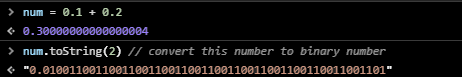 > num = 0.1 + 0.2
< 0.30000000000000004
> num.toString(2) // convert this number to binary number
< "0.0100110011001100110011001100110011001100110011001101"